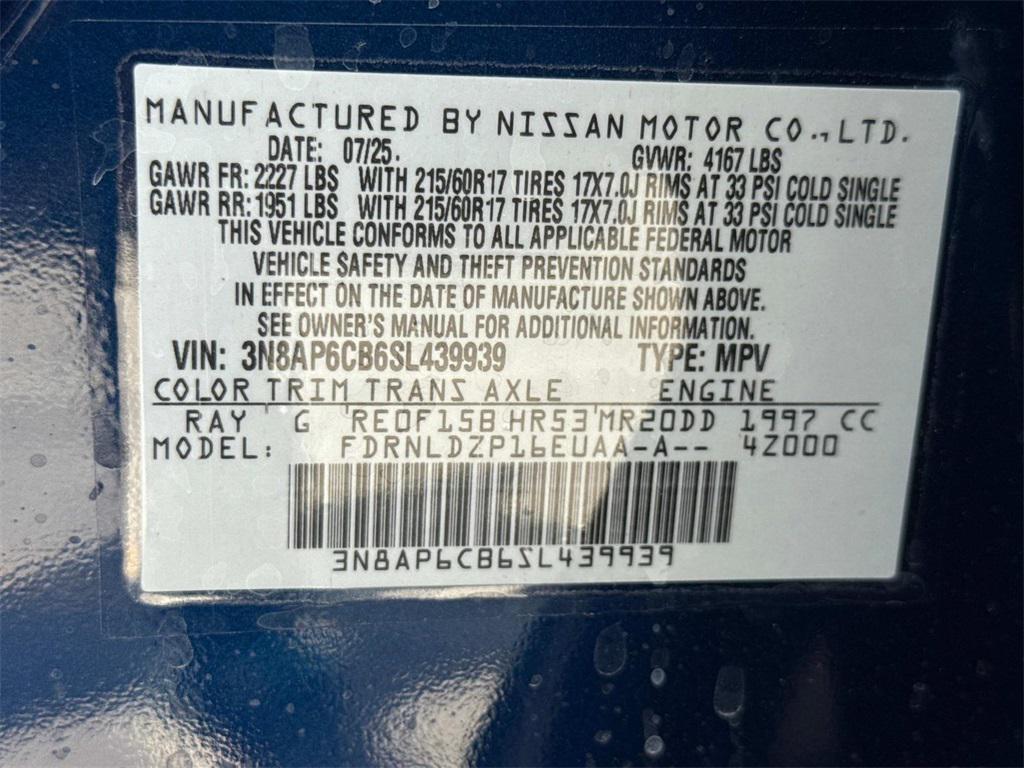 MANUFACTURED BY NISSAN MOTOR CO., LTD.
DATE: 07/25. GVWR: 4167 LBS
GAWR FR: 2227 LBS WITH 215/60R17 TIRES 17X7.0J RIMS AT 33 PSI COLD SINGLE
GAWR RR: 1951 LBS WITH 215/60R17 TIRES 17X7.0J RIMS AT 33 PSI COLD SINGLE
THIS VEHICLE CONFORMS TO ALL APPLICABLE FEDERAL MOTOR
VEHICLE SAFETY AND THEFT PREVENTION STANDARDS
IN EFFECT ON THE DATE OF MANUFACTURE SHOWN ABOVE.
SEE OWNER'S MANUAL FOR ADDITIONAL INFORMATION.
VIN: 3N8AP6CB6SL439939 TYPE: MPV
COLOR TRIM TRANS AXLE ENGINE
RAY G RE0F15B HR53 MR20DD 1997 CC
MODEL: FDRNLDZP16EUAA-A-- 4Z000
3N8AP6CB6SL439939